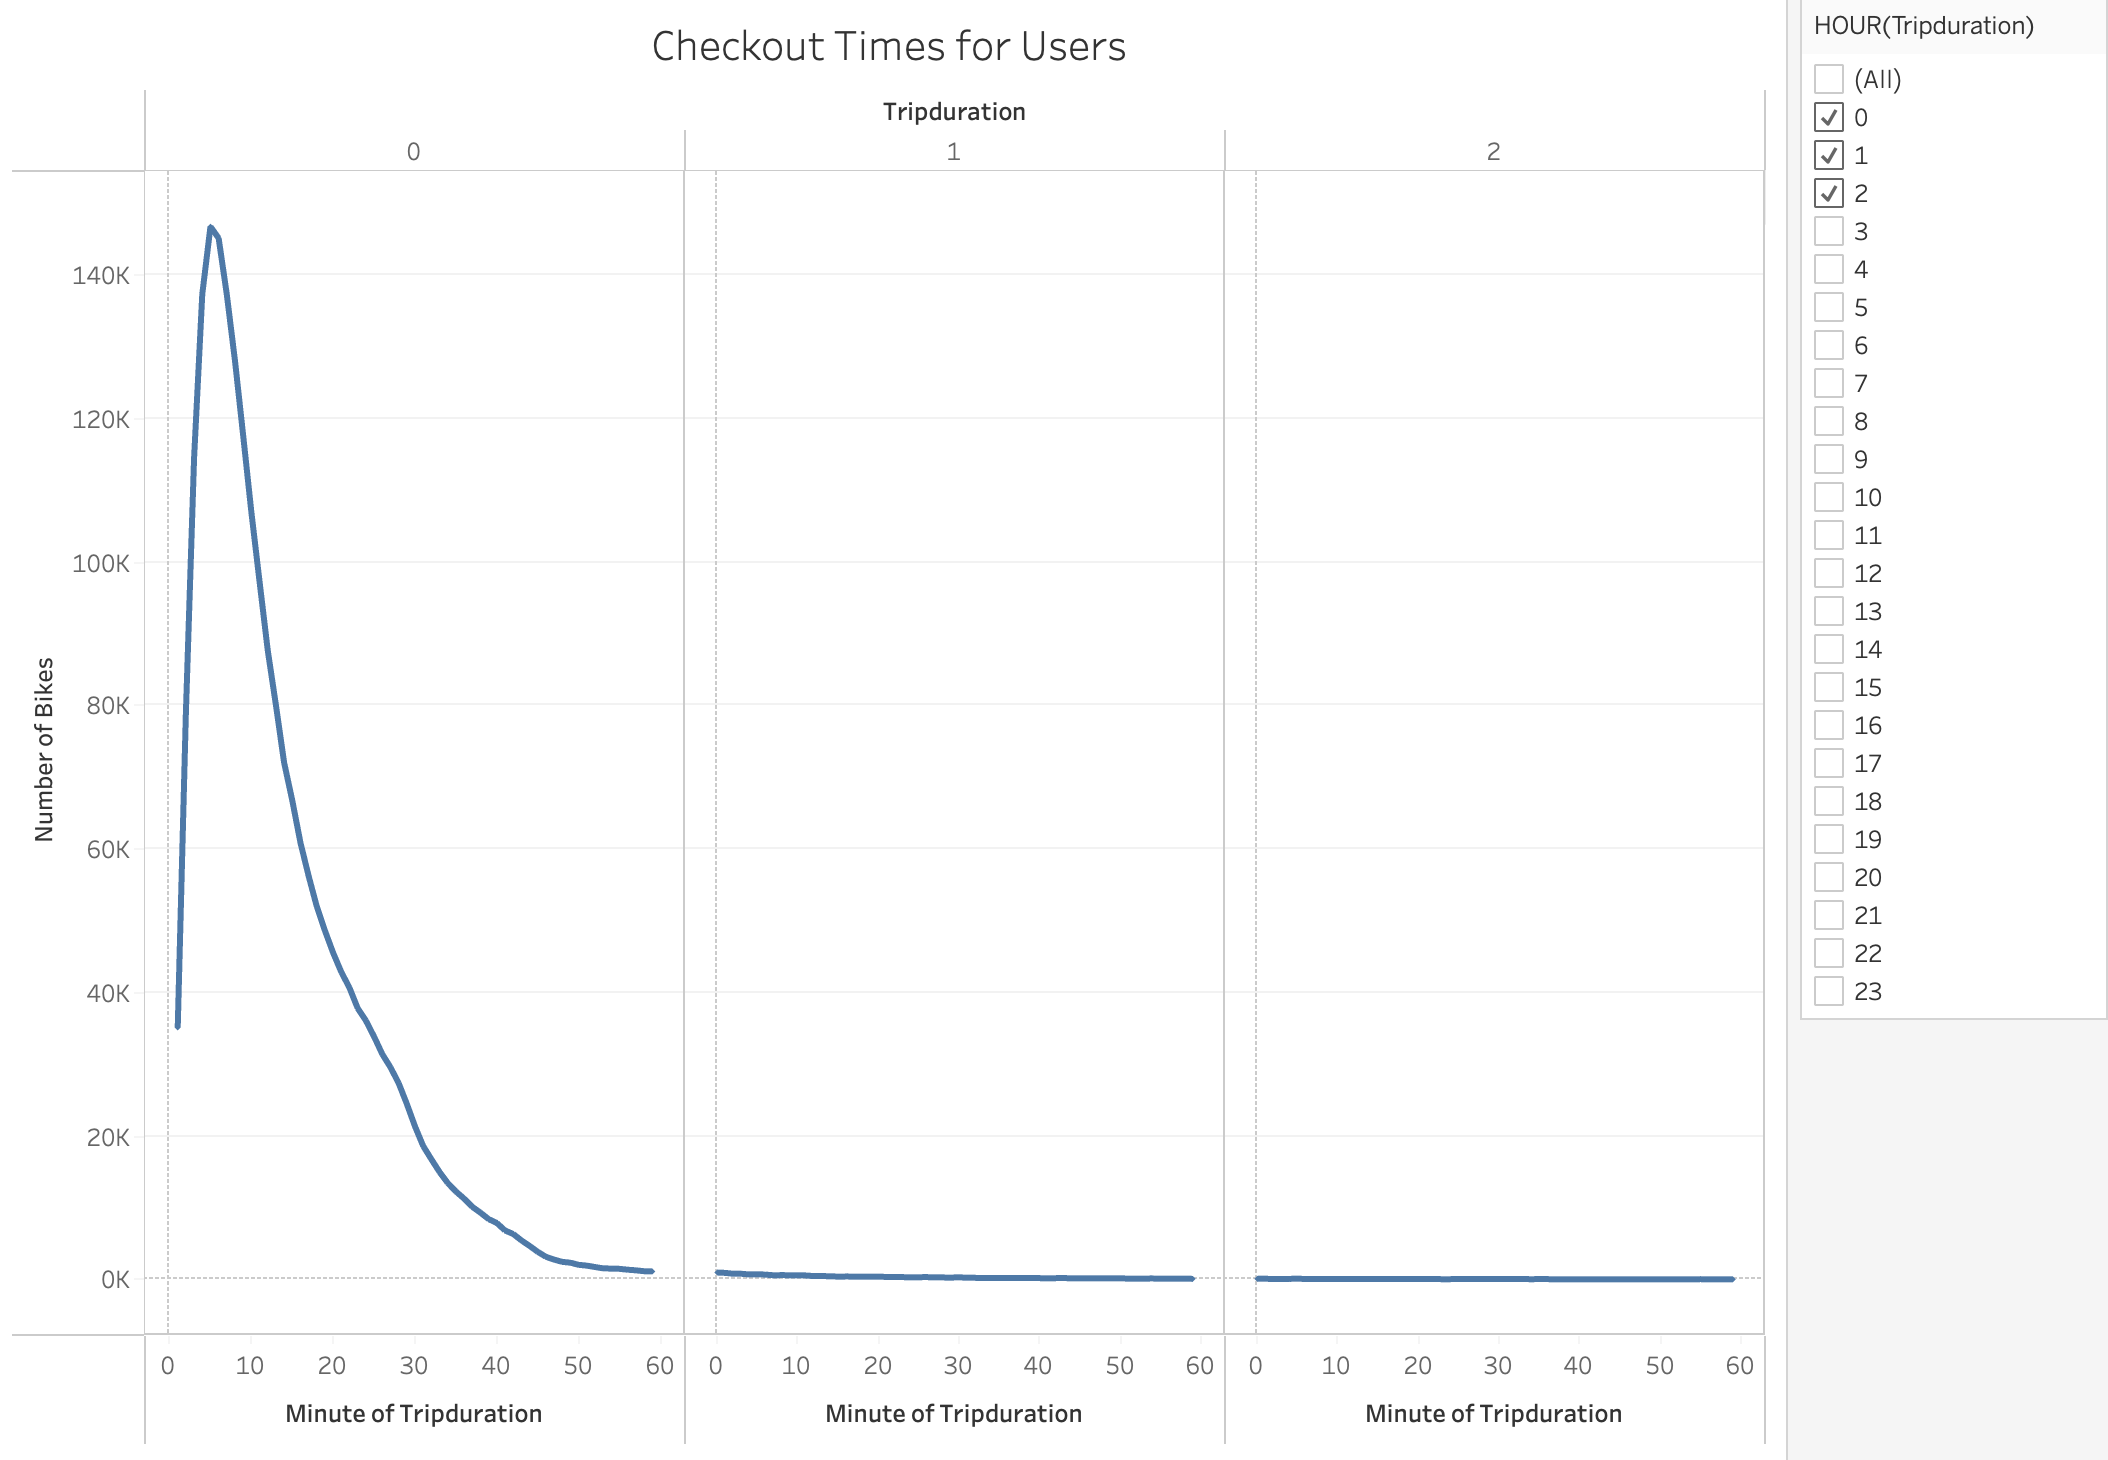 Checkout Times for Users
Tripduration
0 1 2
140K
120K
100K
80K
60K
40K
20K
0K
Number of Bikes
0 10 20 30 40 50 60 0 10 20 30 40 50 60 0 10 20 30 40 50 60
Minute of Tripduration Minute of Tripduration Minute of Tripduration
HOUR(Tripduration)
(All)
0
1
2
3
4
5
6
7
8
9
10
11
12
13
14
15
16
17
18
19
20
21
22
23